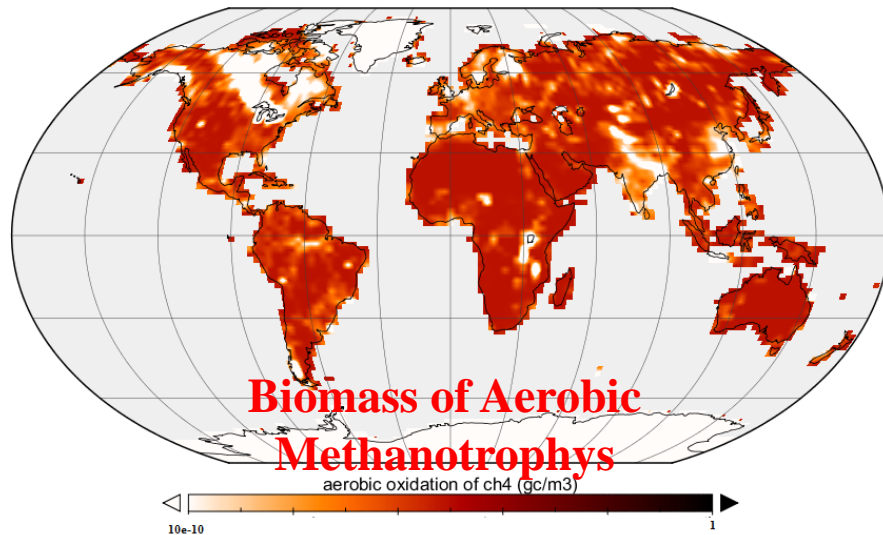 Biomass of Aerobic
Methanotrophys
aerobic oxidation of ch4 (gc/m3)
10e-10 1